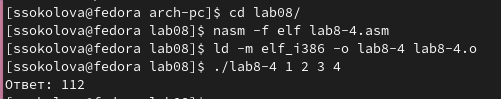 [ssokolova@fedora arch-pc]$ cd lab08/
[ssokolova@fedora lab08]$ nasm -f elf lab8-4.asm
[ssokolova@fedora lab08]$ ld -m elf_i386 -o lab8-4 lab8-4.o
[ssokolova@fedora lab08]$ ./lab8-4 1 2 3 4
Ответ: 112